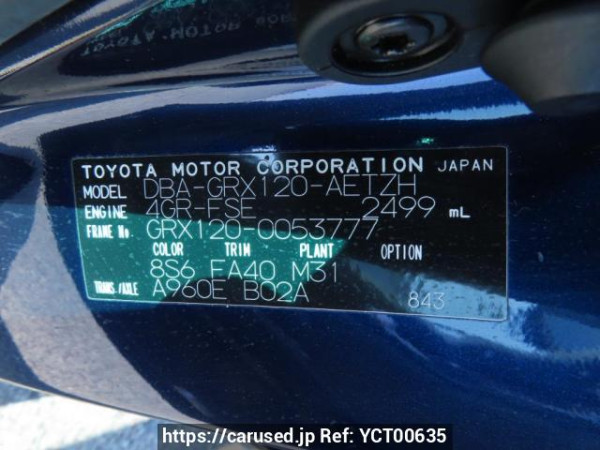 TOYOTA MOTOR CORPORATION JAPAN
MODEL DBA-GRX120-AETZH
ENGINE 4GR-FSE 2499 mL
FRAME No. GRX120-0053777
COLOR TRIM PLANT OPTION
8S6 FA40 M31
TRANS/AXLE A960E B02A 843
https://carused.jp Ref: YCT00635